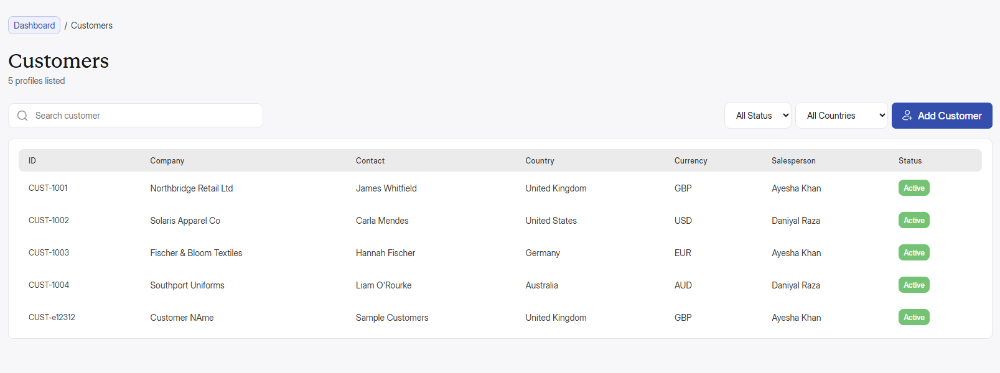 Dashboard / Customers
Customers
5 profiles listed
Search customer
All Status
All Countries
Add Customer
ID Company Contact Country Currency Salesperson Status
CUST-1001 Northbridge Retail Ltd James Whitfield United Kingdom GBP Ayesha Khan Active
CUST-1002 Solaris Apparel Co Carla Mendes United States USD Daniyal Raza Active
CUST-1003 Fischer & Bloom Textiles Hannah Fischer Germany EUR Ayesha Khan Active
CUST-1004 Southport Uniforms Liam O'Rourke Australia AUD Daniyal Raza Active
CUST-e12312 Customer NAme Sample Customers United Kingdom GBP Ayesha Khan Active